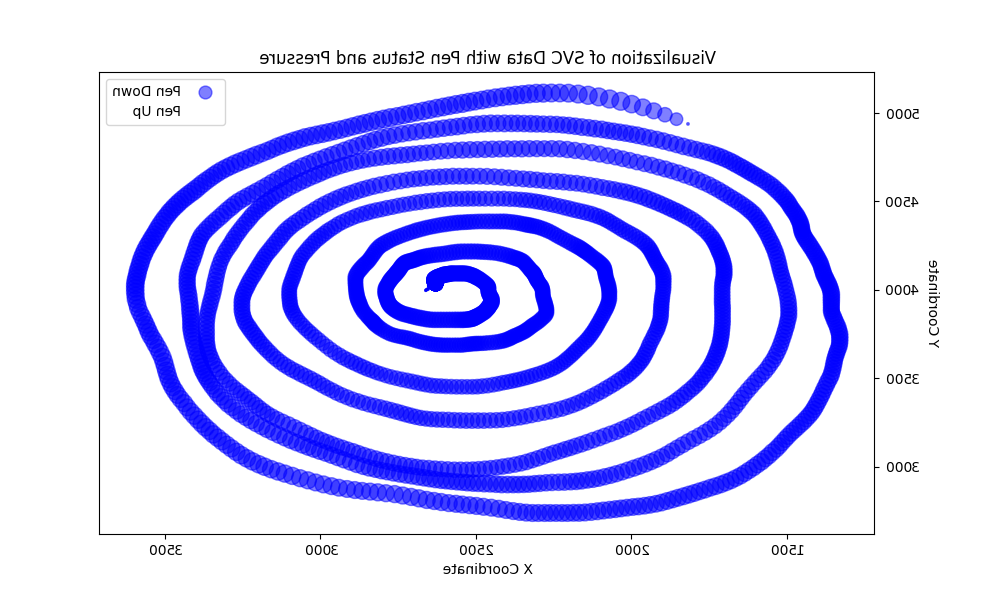 Visualization of SVC Data with Pen Status and Pressure
Pen Down
Pen Up
5000
4500
4000
3500
3000
Y Coordinate
3500
3000
2500
2000
1500
X Coordinate